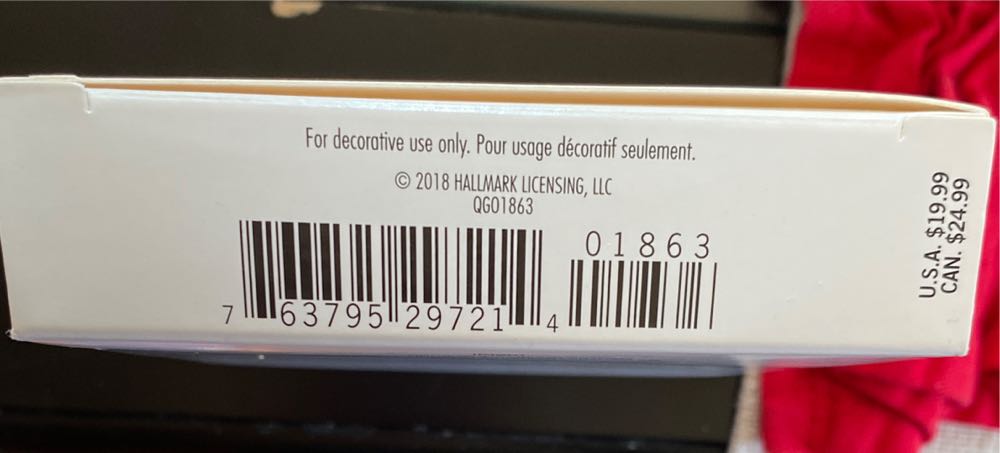 For decorative use only. Pour usage décoratif seulement.
© 2018 HALLMARK LICENSING, LLC
QGO1863
01863
7 63795 29721 4
U.S.A. $19.99
CAN. $24.99